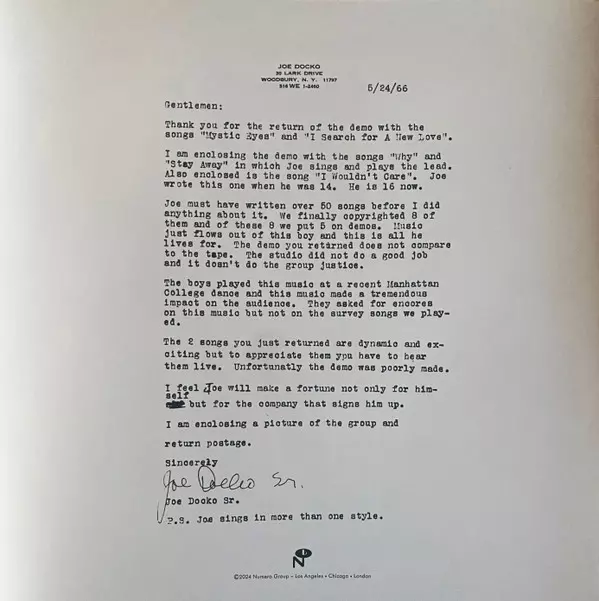 JOE DOCKO
30 LARK DRIVE
WOODBURY, N. Y. 11797
516 WE 1-2460
5/24/66
Gentlemen:
Thank you for the return of the demo with the
songs "Mystic Eyes" and "I Search for A New Love".
I am enclosing the demo with the songs "Why" and
"Stay Away" in which Joe sings and plays the lead.
Also enclosed is the song "I Wouldn't Care". Joe
wrote this one when he was 14. He is 16 now.
Joe must have written over 50 songs before I did
anything about it. We finally copyrighted 8 of
them and of these 8 we put 5 on demos. Music
just flows out of this boy and this is all he
lives for. The demo you returned does not compare
to the tape. The studio did not do a good job
and it dosn't do the group justice.
The boys played this music at a recent Manhattan
College dance and this music made a tremendous
impact on the audience. They asked for encores
on this music but not on the survey songs we play-
ed.
The 2 songs you just returned are dynamic and ex-
citing but to appreciate them ypu have to hear
them live. Unfortunatly the demo was poorly made.
I feel Joe will make a fortune not only for him-
self
but for the company that signs him up.
I am enclosing a picture of the group and
return postage.
Sincerely
Joe Docko Sr.
Joe Docko Sr.
P.S. Joe sings in more than one style.
N
©2024 Numero Group – Los Angeles • Chicago • London